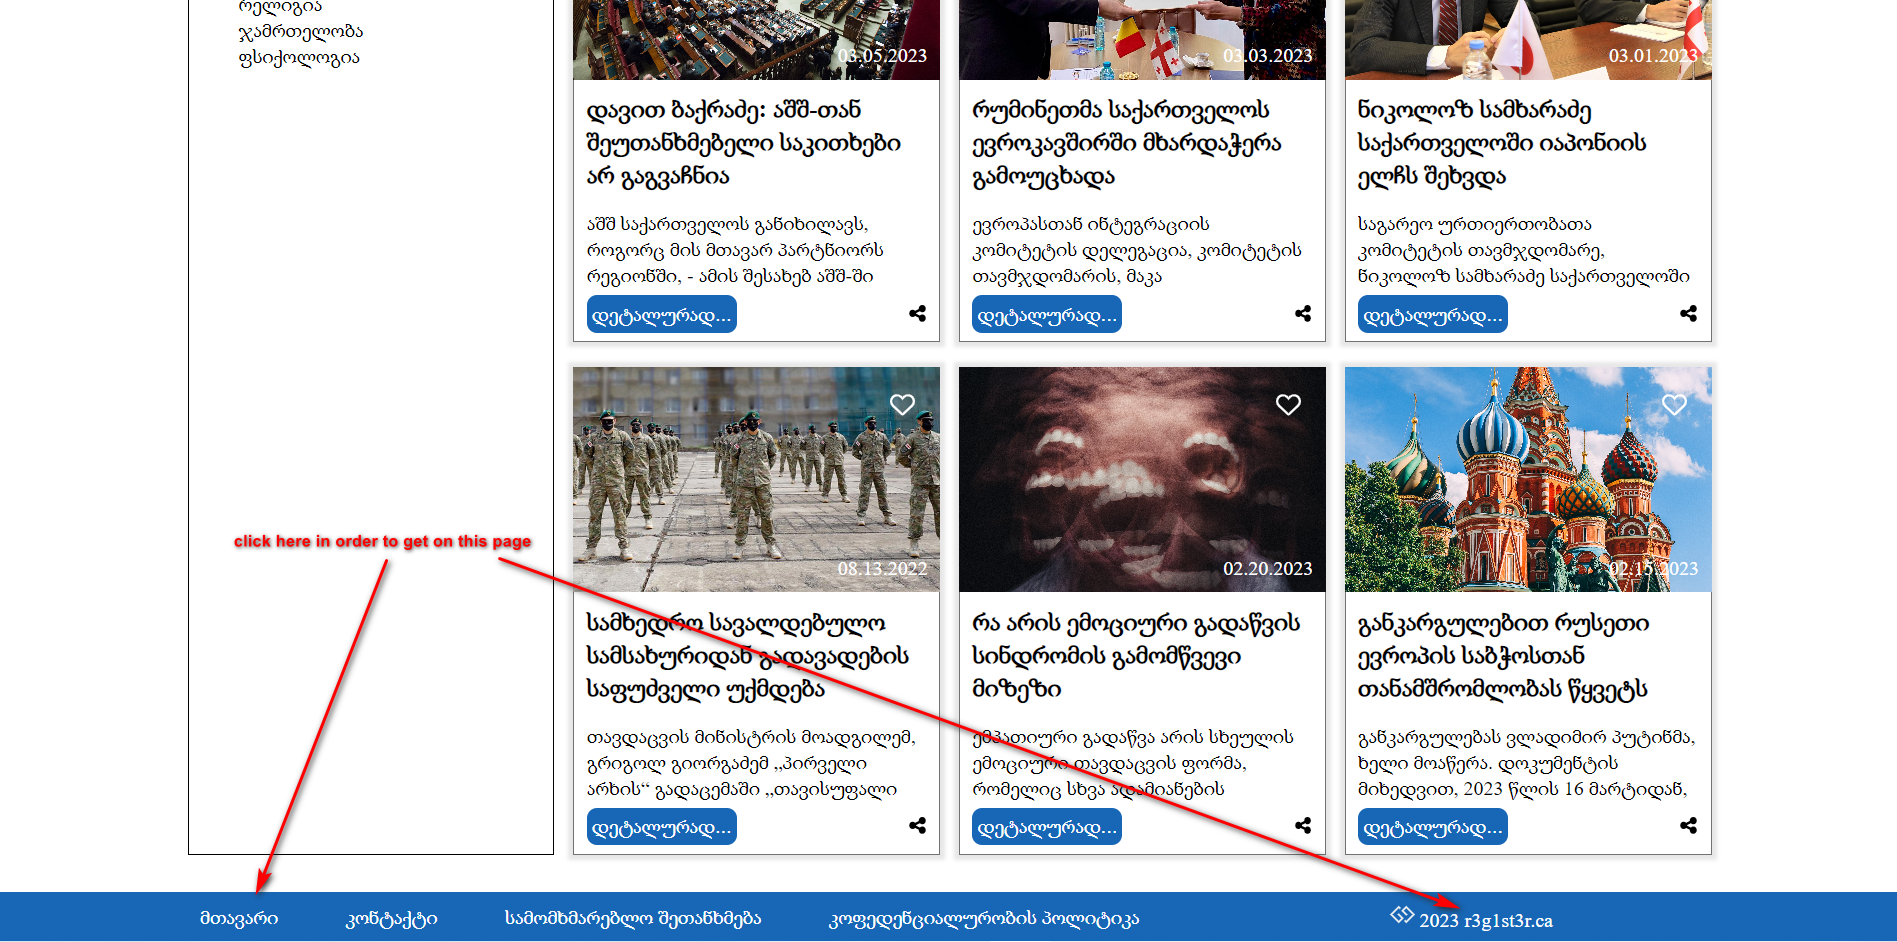 რელიგია
ჯამრთელობა
ფსიქოლოგია
03.05.2023
დავით ბაქრაძე: აშშ-თან
შეუთანხმებელი საკითხები
არ გაგვაჩნია
აშშ საქართველოს განიხილავს,
როგორც მის მთავარ პარტნიორს
რეგიონში, - ამის შესახებ აშშ-ში
დეტალურად...
03.03.2023
რუმინეთმა საქართველოს
ევროკავშირში მხარდაჭერა
გამოუცხადა
ევროპასთან ინტეგრაციის
კომიტეტის დელეგაცია, კომიტეტის
თავმჯდომარის, მაკა
დეტალურად...
03.01.2023
ნიკოლოზ სამხარაძე
საქართველოში იაპონიის
ელჩს შეხვდა
საგარეო ურთიერთობათა
კომიტეტის თავმჯდომარე,
ნიკოლოზ სამხარაძე საქართველოში
დეტალურად...
click here in order to get on this page
08.13.2022
სამხედრო სავალდებულო
სამსახურიდან გადავადების
საფუძველი უქმდება
თავდაცვის მინისტრის მოადგილემ,
გრიგოლ გიორგაძემ „პირველი
არხის“ გადაცემაში „თავისუფალი
დეტალურად...
02.20.2023
რა არის ემოციური გადაწვის
სინდრომის გამომწვევი
მიზეზი
ემპათიური გადაწვა არის სხეულის
ემოციური თავდაცვის ფორმა,
რომელიც სხვა ადამიანების
დეტალურად...
02.15.2023
განკარგულებით რუსეთი
ევროპის საბჭოსთან
თანამშრომლობას წყვეტს
განკარგულებას ვლადიმირ პუტინმა,
ხელი მოაწერა. დოკუმენტის
მიხედვით, 2023 წლის 16 მარტიდან,
დეტალურად...
მთავარი
კონტაქტი
სამომხმარებლო შეთანხმება
კოფედენციალურობის პოლიტიკა
2023 r3g1st3r.ca